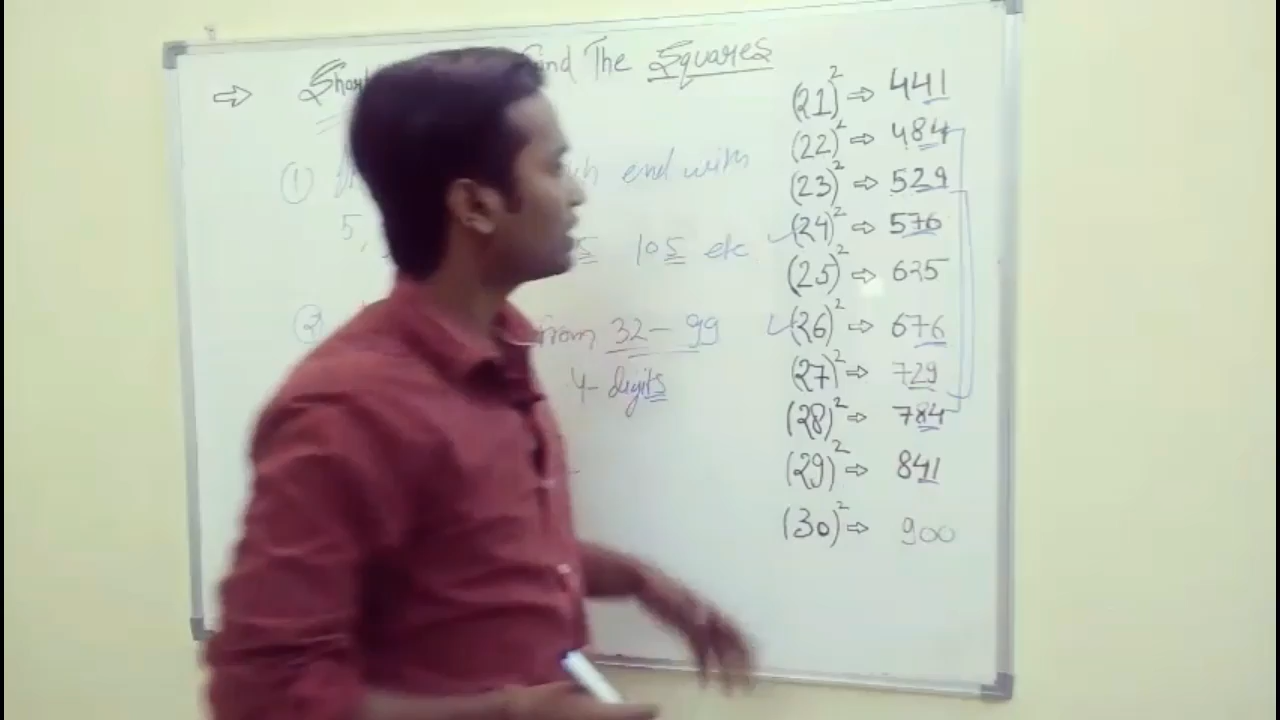 ⇒ find The Squares
① end with
5, 105 etc
② from 32 - 99
4- digits
(21)² ⇒ 441
(22)² ⇒ 484
(23)² ⇒ 529
(24)² ⇒ 576
(25)² ⇒ 625
(26)² ⇒ 676
(27)² ⇒ 729
(28)² ⇒ 784
(29)² ⇒ 841
(30)² ⇒ 900